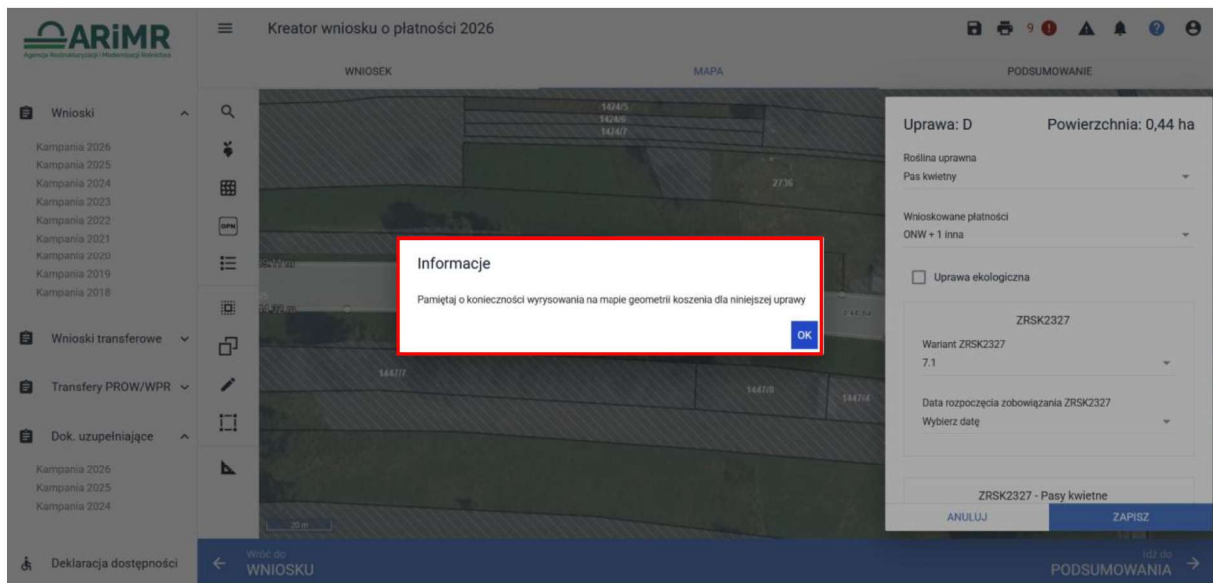 ARiMR
Agencja Restrukturyzacji i Modernizacji Rolnictwa
Kreator wniosku o płatności 2026
9
WNIOSEK
MAPA
PODSUMOWANIE
Wnioski
Kampania 2026
Kampania 2025
Kampania 2024
Kampania 2023
Kampania 2022
Kampania 2021
Kampania 2020
Kampania 2019
Kampania 2018
Wnioski transferowe
Transfery PROW/WPR
Dok. uzupełniające
Kampania 2026
Kampania 2025
Kampania 2024
Deklaracja dostępności
OPN
1424/5
1424/6
1424/7
2736
1447/7
1447/8
1447/4
20 m
Informacje
Pamiętaj o konieczności wyrysowania na mapie geometrii koszenia dla niniejszej uprawy
OK
Uprawa: D Powierzchnia: 0,44 ha
Roślina uprawna
Pas kwietny
Wnioskowane płatności
ONW + 1 inna
Uprawa ekologiczna
ZRSK2327
Wariant ZRSK2327
7.1
Data rozpoczęcia zobowiązania ZRSK2327
Wybierz datę
ZRSK2327 - Pasy kwietne
ANULUJ
ZAPISZ
Wróć do
WNIOSKU
Idź do
PODSUMOWANIA